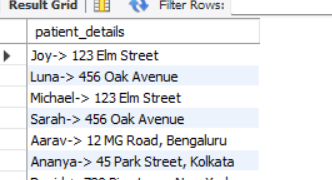 Result Grid Filter Rows:
patient_details
Joy-> 123 Elm Street
Luna-> 456 Oak Avenue
Michael-> 123 Elm Street
Sarah-> 456 Oak Avenue
Aarav-> 12 MG Road, Bengaluru
Ananya-> 45 Park Street, Kolkata